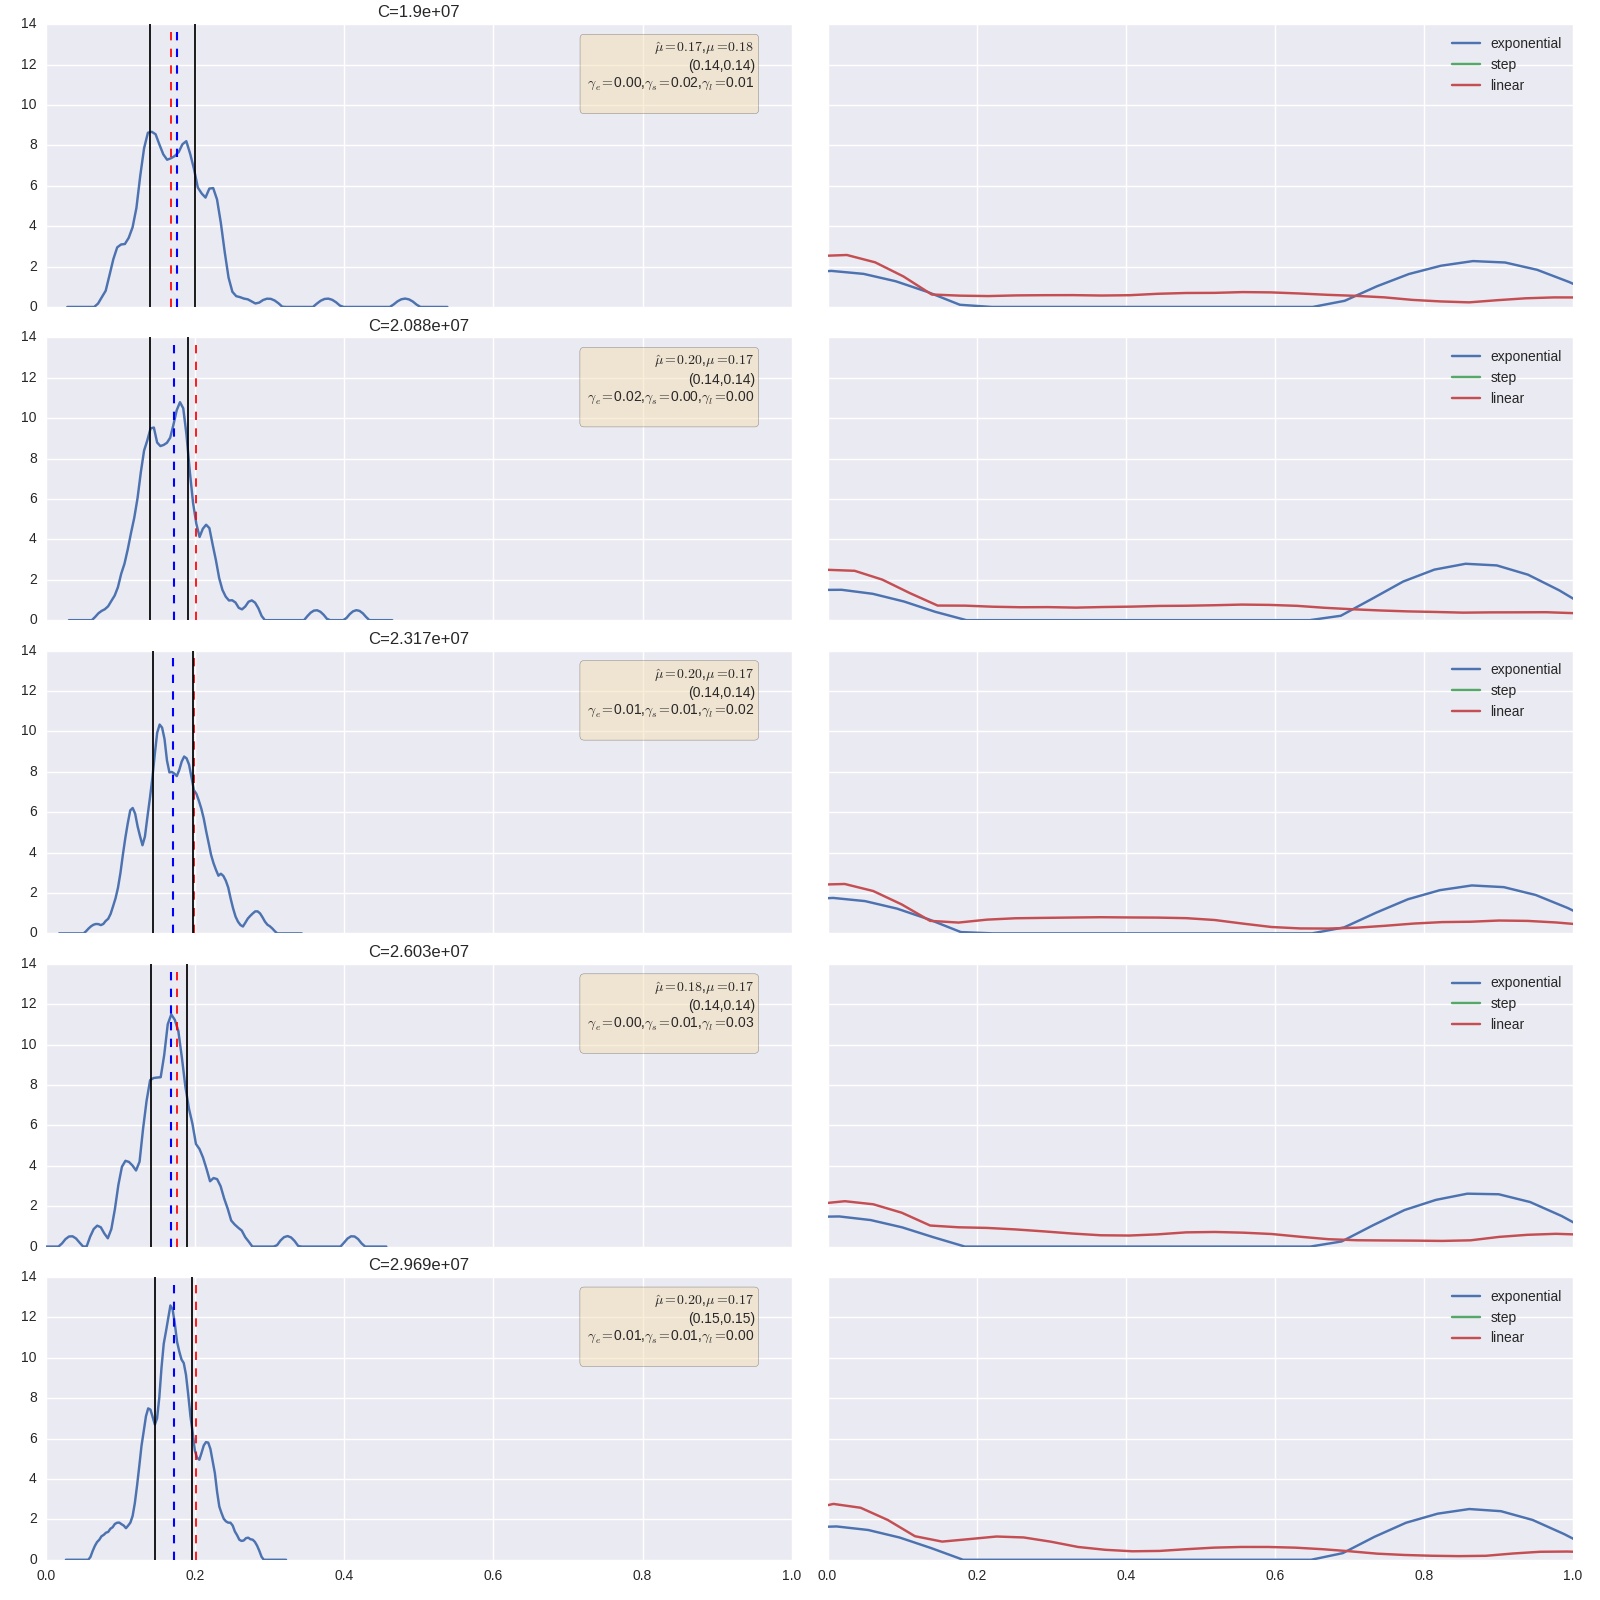 C=1.9e+07
14
12
10
8
6
4
2
0
μ̂=0.17,μ=0.18
(0.14,0.14)
γₑ=0.00,γₛ=0.02,γₗ=0.01
exponential
step
linear
C=2.088e+07
14
12
10
8
6
4
2
0
μ̂=0.20,μ=0.17
(0.14,0.14)
γₑ=0.02,γₛ=0.00,γₗ=0.00
exponential
step
linear
C=2.317e+07
14
12
10
8
6
4
2
0
μ̂=0.20,μ=0.17
(0.14,0.14)
γₑ=0.01,γₛ=0.01,γₗ=0.02
exponential
step
linear
C=2.603e+07
14
12
10
8
6
4
2
0
μ̂=0.18,μ=0.17
(0.14,0.14)
γₑ=0.00,γₛ=0.01,γₗ=0.03
exponential
step
linear
C=2.969e+07
14
12
10
8
6
4
2
0
μ̂=0.20,μ=0.17
(0.15,0.15)
γₑ=0.01,γₛ=0.01,γₗ=0.00
exponential
step
linear
0.0 0.2 0.4 0.6 0.8 1.0
0.0 0.2 0.4 0.6 0.8 1.0